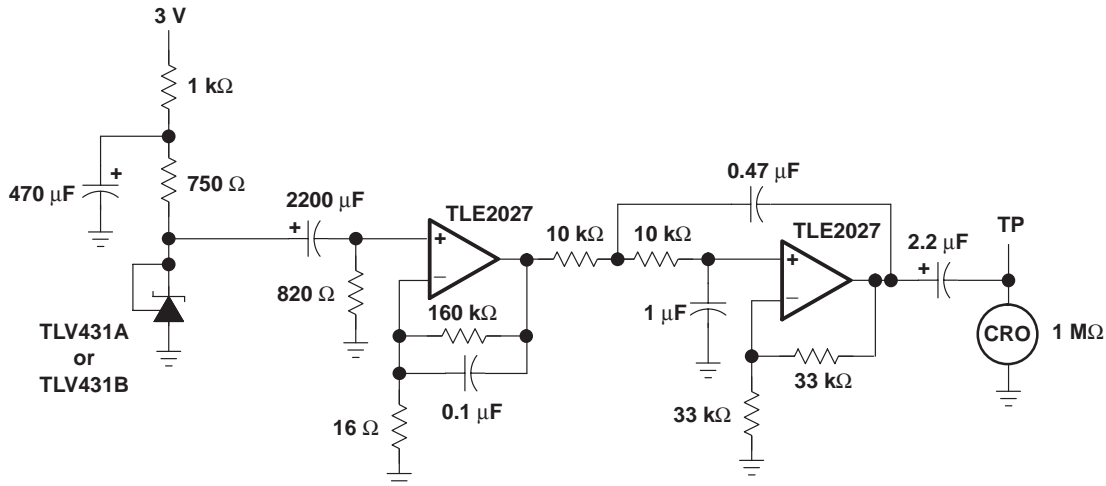 3 V
1 kΩ
470 μF
+
750 Ω
2200 μF
+
TLE2027
+
−
820 Ω
160 kΩ
0.1 μF
16 Ω
TLV431A
or
TLV431B
10 kΩ
10 kΩ
0.47 μF
TLE2027
+
−
1 μF
33 kΩ
33 kΩ
2.2 μF
+
TP
CRO
1 MΩ